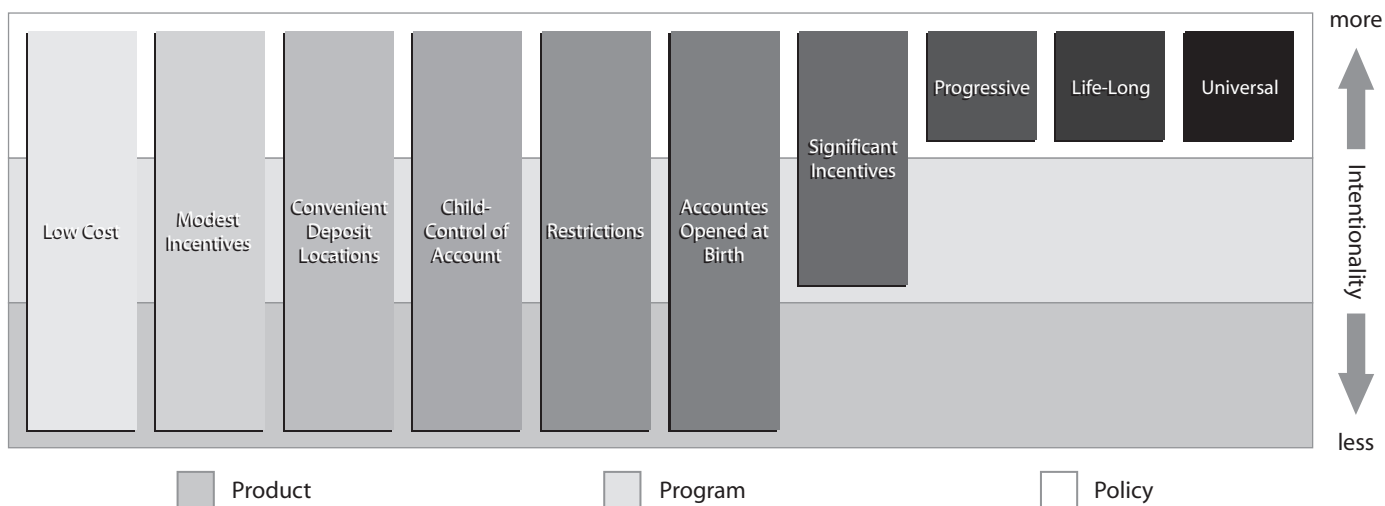 more
Low Cost
Modest
Incentives
Convenient
Deposit
Locations
Child-
Control of
Account
Restrictions
Accountes
Opened at
Birth
Significant
Incentives
Progressive
Life-Long
Universal
Intentionality
less
Product
Program
Policy